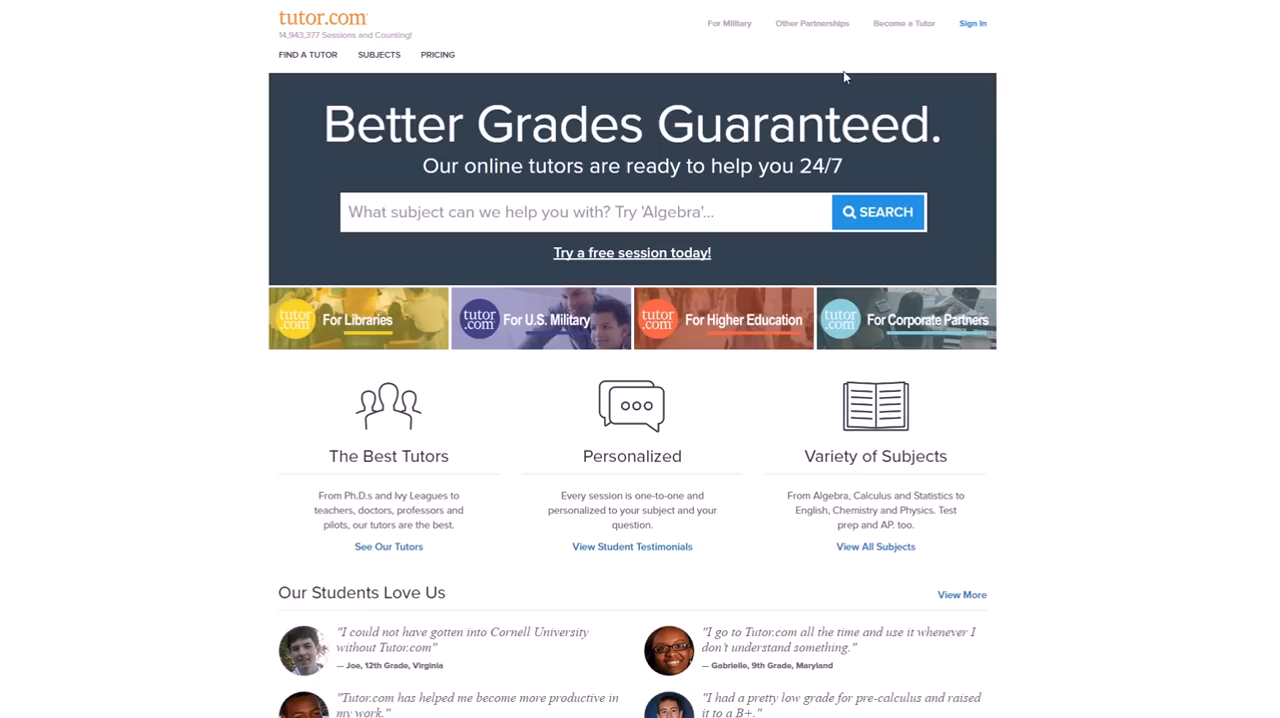 tutor.com
14,943,377 Sessions and Counting!
For Military
Other Partnerships
Become a Tutor
Sign In
FIND A TUTOR
SUBJECTS
PRICING
Better Grades Guaranteed.
Our online tutors are ready to help you 24/7
What subject can we help you with? Try 'Algebra'...
SEARCH
Try a free session today!
tutor
.com
For Libraries
tutor
.com
For U.S. Military
tutor
.com
For Higher Education
tutor
.com
For Corporate Partners
The Best Tutors
From Ph.D.s and Ivy Leagues to
teachers, doctors, professors and
pilots, our tutors are the best.
See Our Tutors
Personalized
Every session is one-to-one and
personalized to your subject and your
question.
View Student Testimonials
Variety of Subjects
From Algebra, Calculus and Statistics to
English, Chemistry and Physics. Test
prep and AP. too.
View All Subjects
Our Students Love Us
View More
"I could not have gotten into Cornell University
without Tutor.com"
— Joe, 12th Grade, Virginia
"I go to Tutor.com all the time and use it whenever I
don't understand something."
— Gabrielle, 9th Grade, Maryland
"Tutor.com has helped me become more productive in
my work."
"I had a pretty low grade for pre-calculus and raised
it to a B+."